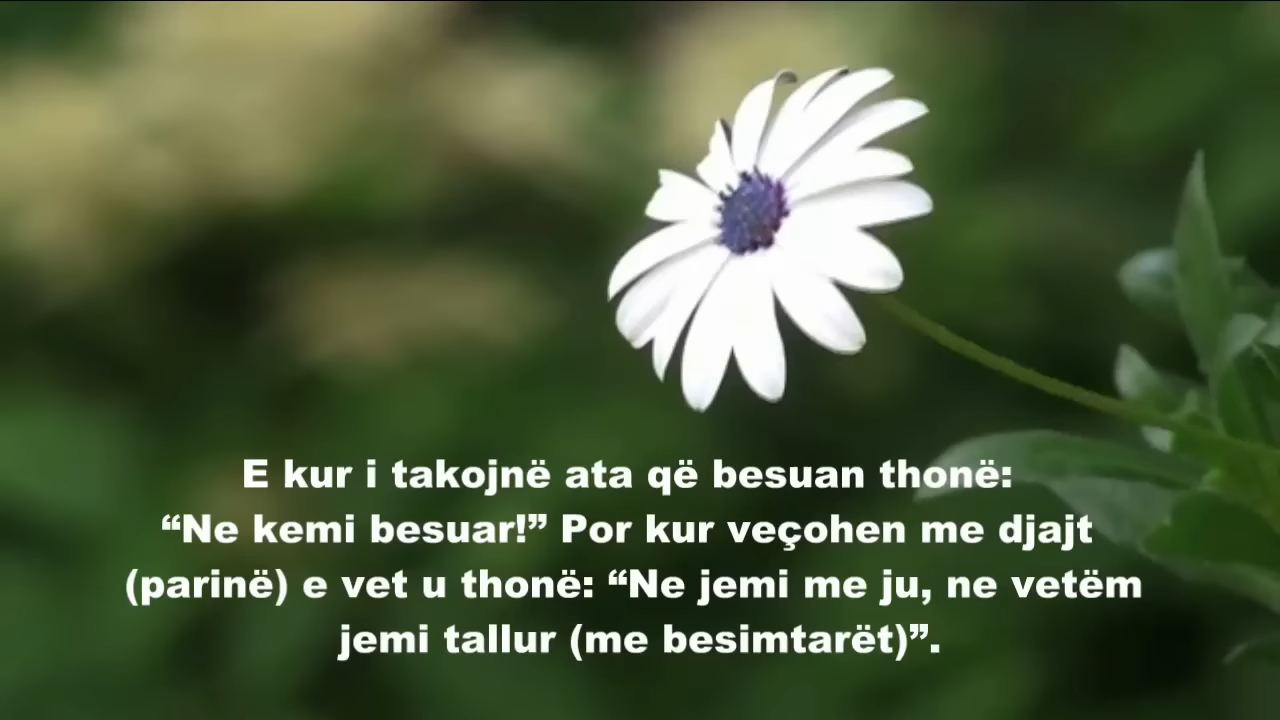 E kur i takojnë ata që besuan thonë:
“Ne kemi besuar!” Por kur veçohen me djajt
(parinë) e vet u thonë: “Ne jemi me ju, ne vetëm
jemi tallur (me besimtarët)”.